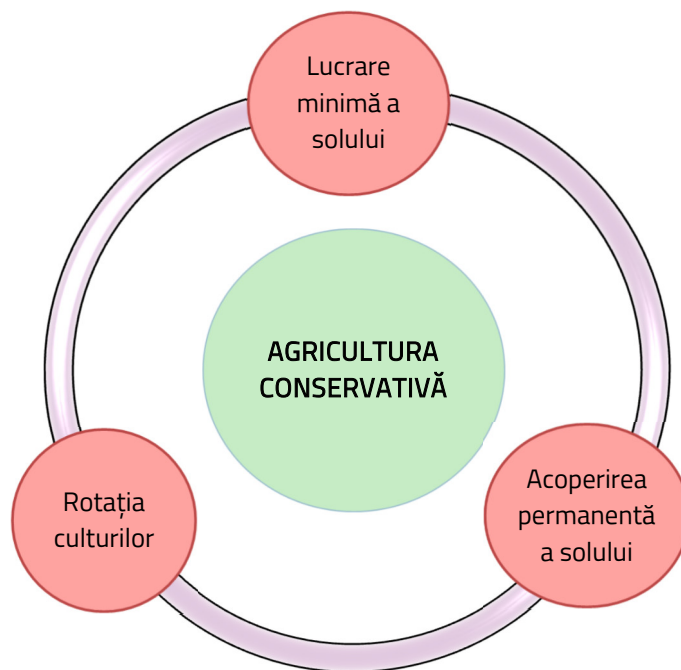 Lucrare
minimă a
solului
AGRICULTURA
CONSERVATIVĂ
Rotația
culturilor
Acoperirea
permanentă
a solului